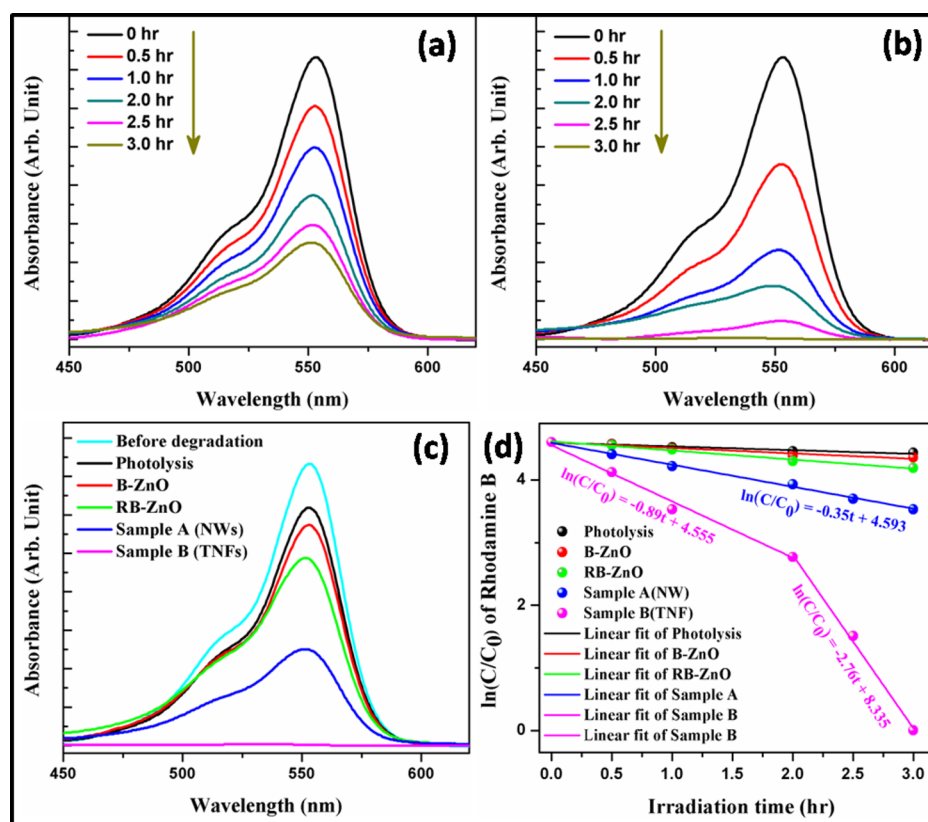 (a)
0 hr
0.5 hr
1.0 hr
2.0 hr
2.5 hr
3.0 hr
Absorbance (Arb. Unit)
450 500 550 600
Wavelength (nm)
(b)
0 hr
0.5 hr
1.0 hr
2.0 hr
2.5 hr
3.0 hr
Absorbance (Arb. Unit)
450 500 550 600
Wavelength (nm)
(c)
Before degradation
Photolysis
B-ZnO
RB-ZnO
Sample A (NWs)
Sample B (TNFs)
Absorbance (Arb. Unit)
450 500 550 600
Wavelength (nm)
(d)
ln(C/C0) of Rhodamine B
4
2
0
ln(C/C0) = -0.89t + 4.555
ln(C/C0) = -0.35t + 4.593
ln(C/C0) = -2.76t + 8.335
Photolysis
B-ZnO
RB-ZnO
Sample A(NW)
Sample B(TNF)
Linear fit of Photolysis
Linear fit of B-ZnO
Linear fit of RB-ZnO
Linear fit of Sample A
Linear fit of Sample B
Linear fit of Sample B
0.0 0.5 1.0 2.0 2.5 3.0
Irradiation time (hr)